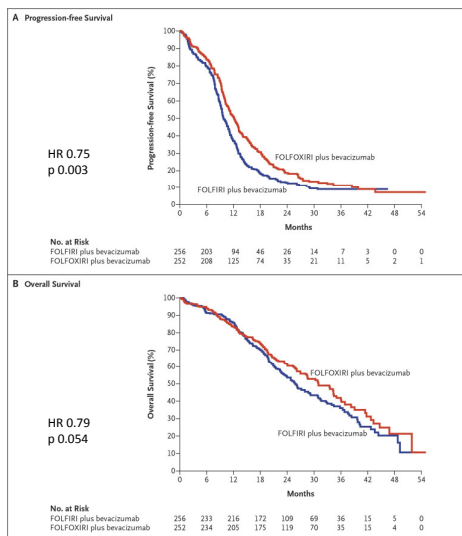 A Progression-free Survival
Progression-free Survival (%)
100
90
80
70
60
50
40
30
20
10
0
HR 0.75
p 0.003
FOLFOXIRI plus bevacizumab
FOLFIRI plus bevacizumab
0 6 12 18 24 30 36 42 48 54
Months
No. at Risk
FOLFIRI plus bevacizumab 256 203 94 46 26 14 7 3 0 0
FOLFOXIRI plus bevacizumab 252 208 125 74 35 21 11 5 2 1
B Overall Survival
Overall Survival (%)
100
90
80
70
60
50
40
30
20
10
0
HR 0.79
p 0.054
FOLFOXIRI plus bevacizumab
FOLFIRI plus bevacizumab
0 6 12 18 24 30 36 42 48 54
Months
No. at Risk
FOLFIRI plus bevacizumab 256 233 216 172 109 69 36 15 5 0
FOLFOXIRI plus bevacizumab 252 234 205 175 119 70 35 15 4 0